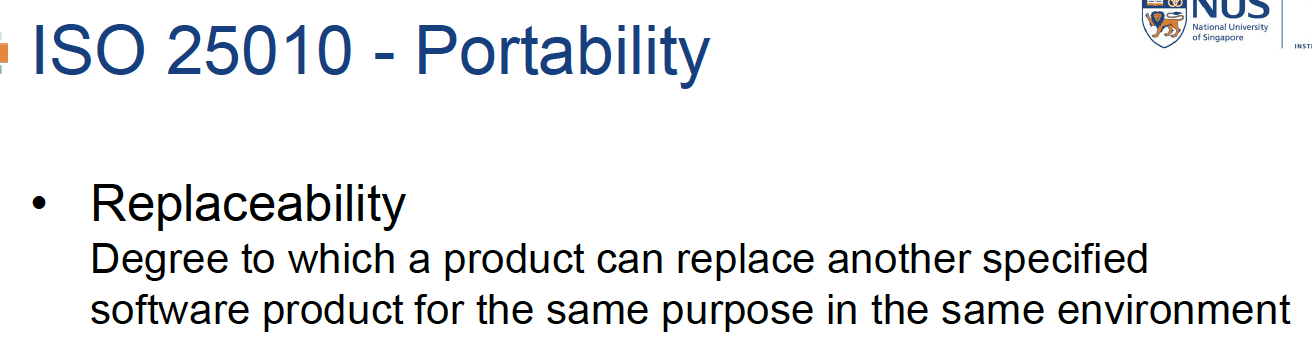 ISO 25010 - Portability
NUS
National University
of Singapore
• Replaceability
Degree to which a product can replace another specified
software product for the same purpose in the same environment